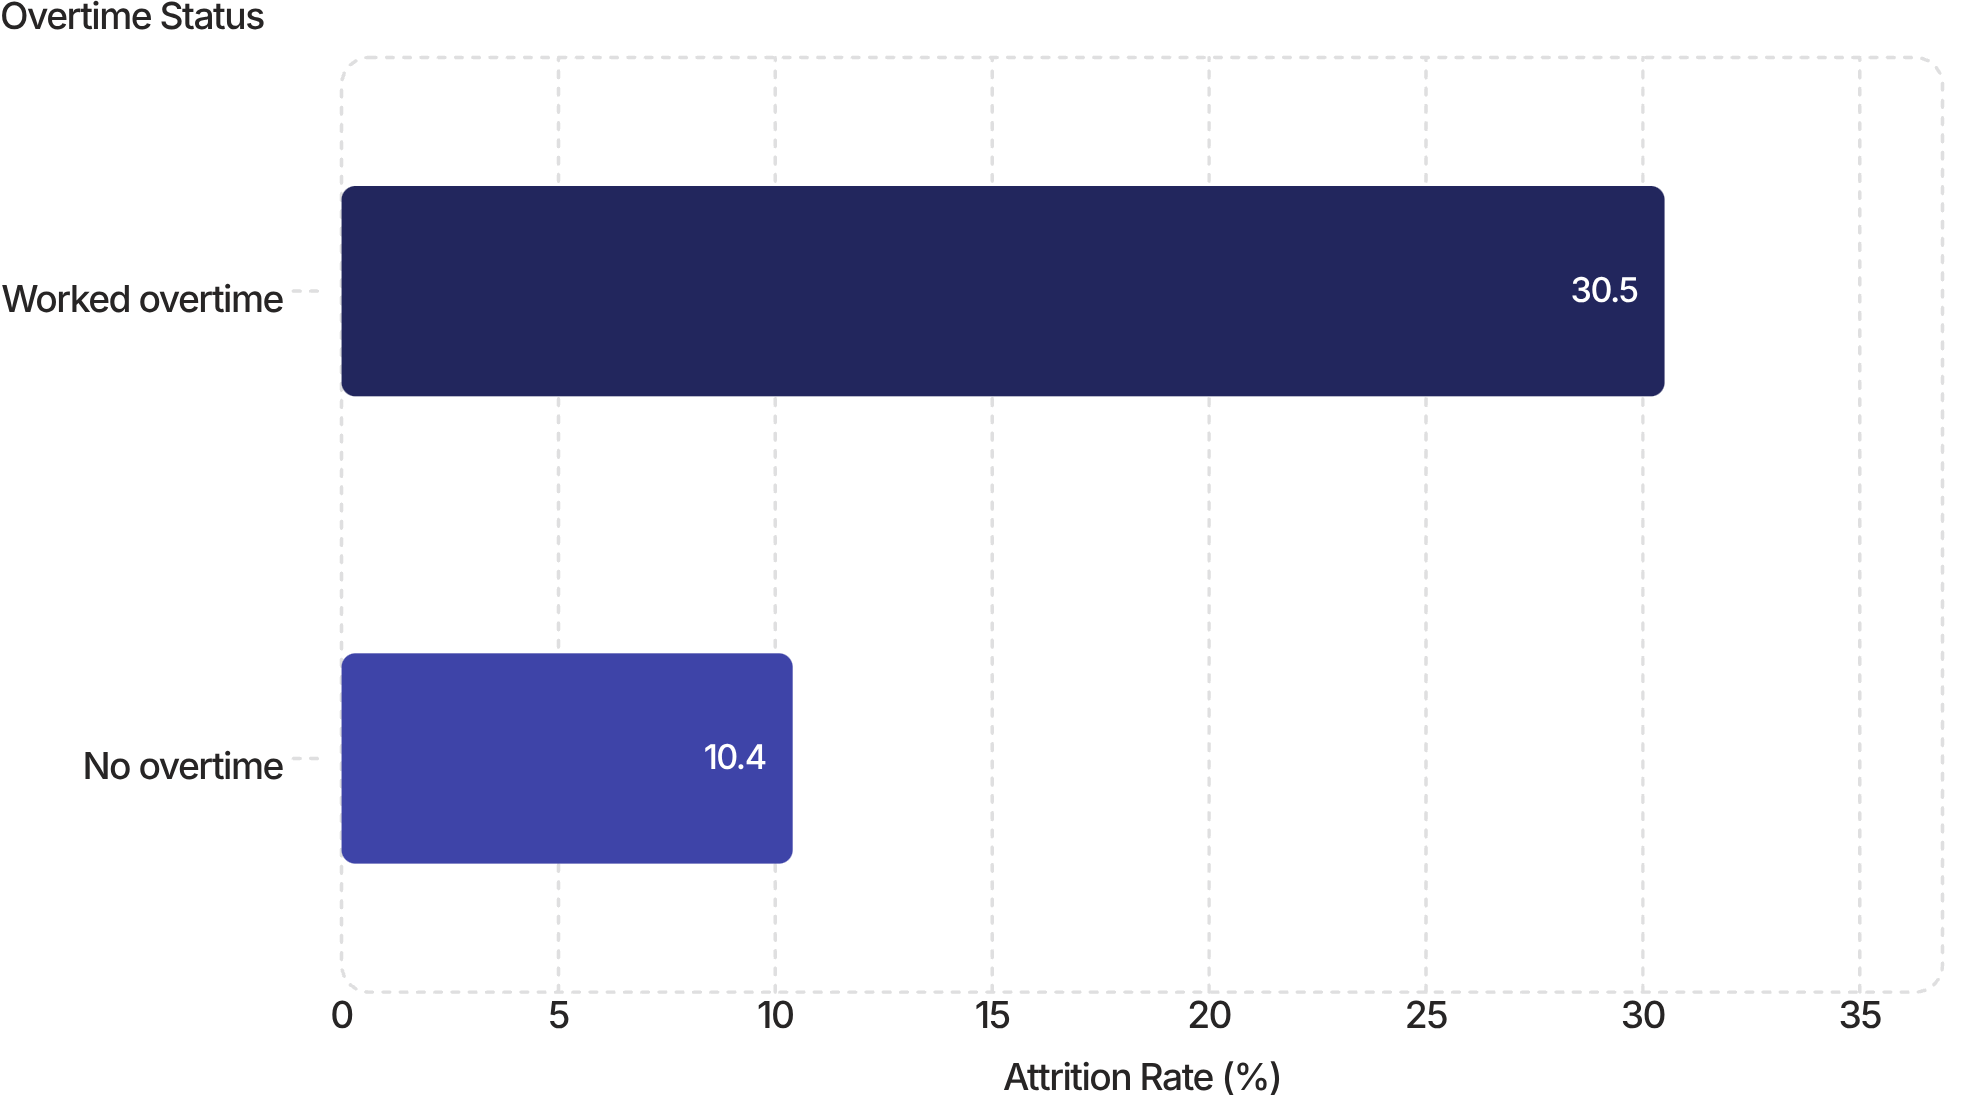 Overtime Status
Worked overtime
30.5
No overtime
10.4
0 5 10 15 20 25 30 35
Attrition Rate (%)